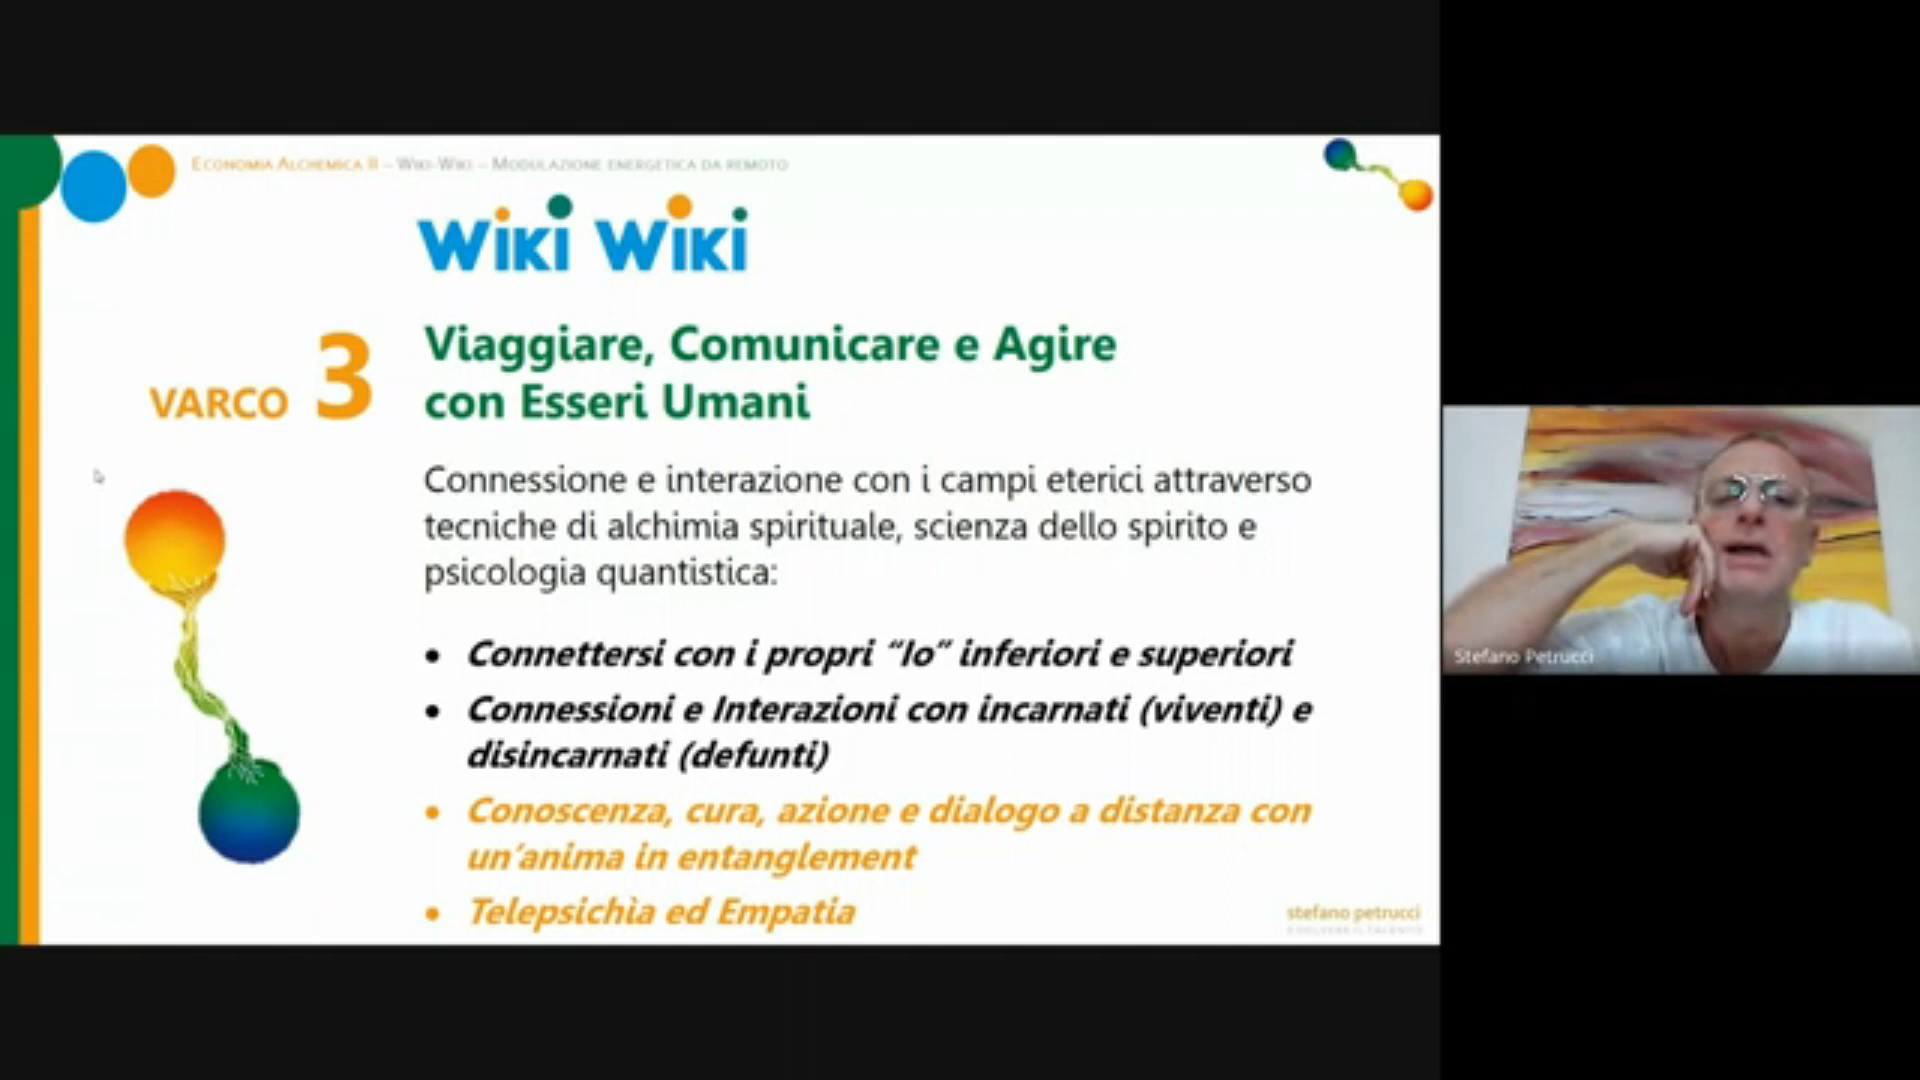 Economia Alchemica II – Wiki-Wiki – Modulazione energetica da remoto
Wiki Wiki
VARCO 3
Viaggiare, Comunicare e Agire
con Esseri Umani
Connessione e interazione con i campi eterici attraverso
tecniche di alchimia spirituale, scienza dello spirito e
psicologia quantistica:
• Connettersi con i propri “Io” inferiori e superiori
• Connessioni e Interazioni con incarnati (viventi) e
disincarnati (defunti)
• Conoscenza, cura, azione e dialogo a distanza con
un’anima in entanglement
• Telepsichìa ed Empatia
stefano petrucci
Stefano Petrucci